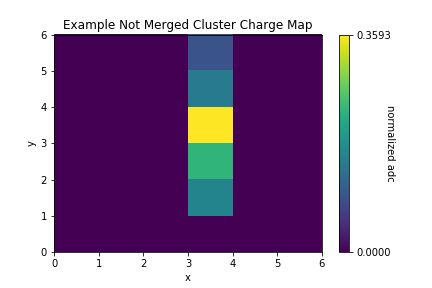 Example Not Merged Cluster Charge Map
6
5
4
3
2
1
0
y
0 1 2 3 4 5 6
x
0.3593
0.0000
normalized adc